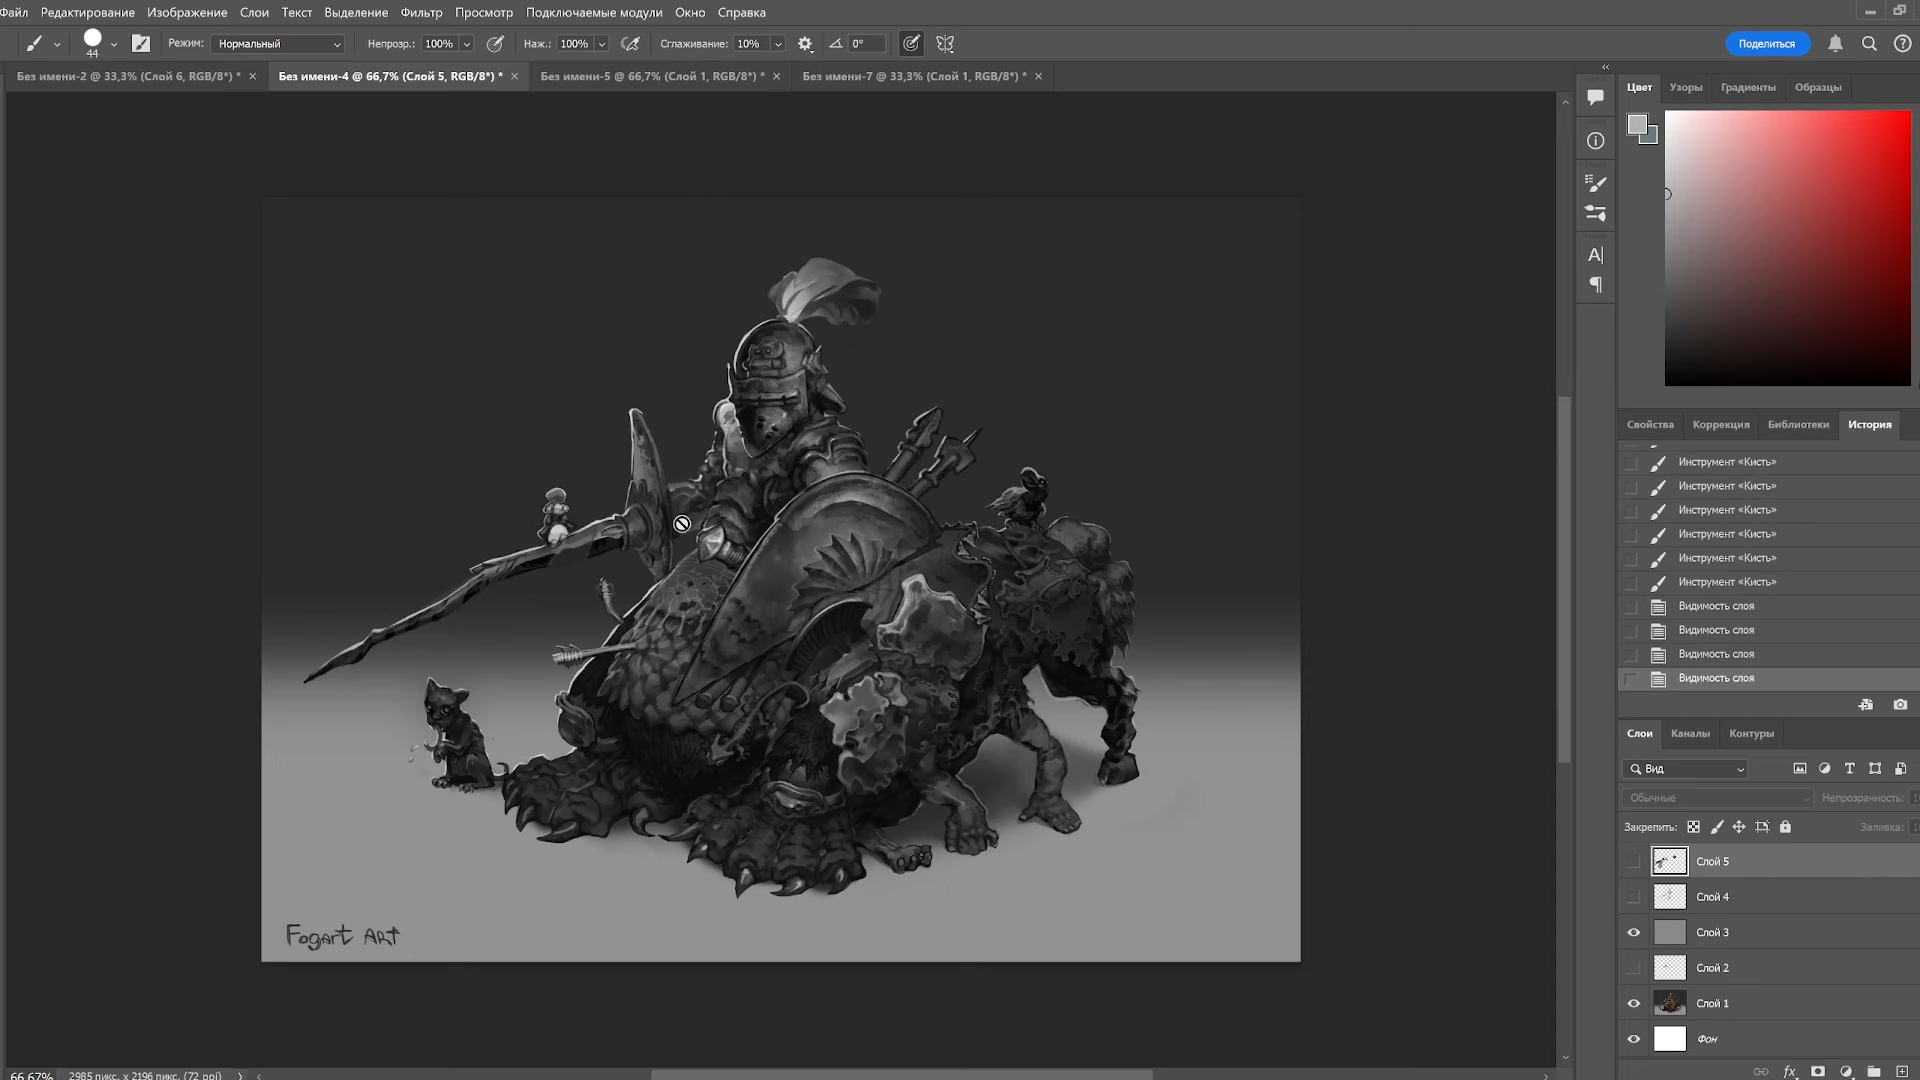 Файл Редактирование Изображение Слои Текст Выделение Фильтр Просмотр Подключаемые модули Окно Справка
44 Режим: Нормальный Непрозр.: 100% Наж.: 100% Сглаживание: 10% 0° Поделиться
Без имени-2 @ 33,3% (Слой 6, RGB/8*) * Без имени-4 @ 66,7% (Слой 5, RGB/8*) * Без имени-5 @ 66,7% (Слой 1, RGB/8*) * Без имени-7 @ 33,3% (Слой 1, RGB/8*) *
Цвет Узоры Градиенты Образцы
Свойства Коррекция Библиотеки История
Инструмент «Кисть»
Инструмент «Кисть»
Инструмент «Кисть»
Инструмент «Кисть»
Инструмент «Кисть»
Инструмент «Кисть»
Видимость слоя
Видимость слоя
Видимость слоя
Видимость слоя
Слои Каналы Контуры
Вид
Обычные Непрозрачность:
Закрепить: Заливка:
Слой 5
Слой 4
Слой 3
Слой 2
Слой 1
Фон
Fogart ART
66,67% 2985 пикс. x 2196 пикс. (72 ppi)